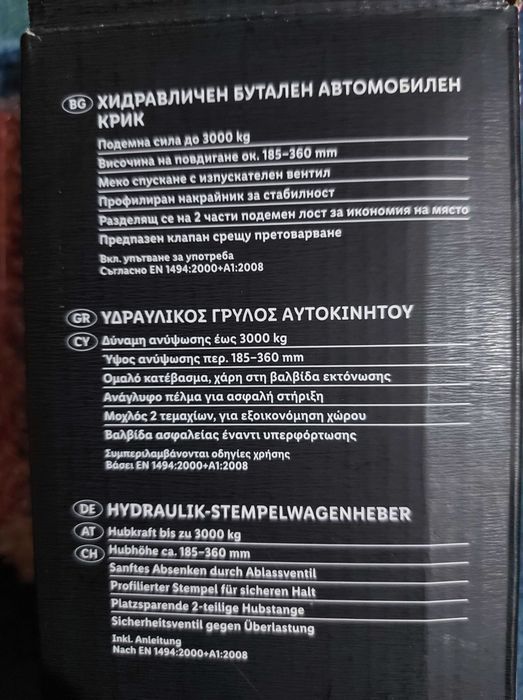 BG ХИДРАВЛИЧЕН БУТАЛЕН АВТОМОБИЛЕН
КРИК
Подемна сила до 3000 kg
Височина на повдигане ок. 185–360 mm
Меко спускане с изпускателен вентил
Профилиран накрайник за стабилност
Разделящ се на 2 части подемен лост за икономия на място
Предпазен клапан срещу претоварване
Вкл. упътване за употреба
Съгласно EN 1494:2000+A1:2008
GR ΥΔΡΑΥΛΙΚΟΣ ΓΡΥΛΟΣ ΑΥΤΟΚΙΝΗΤΟΥ
CY Δύναμη ανύψωσης έως 3000 kg
Ύψος ανύψωσης περ. 185–360 mm
Ομαλό κατέβασμα, χάρη στη βαλβίδα εκτόνωσης
Ανάγλυφο πέλμα για ασφαλή στήριξη
Μοχλός 2 τεμαχίων, για εξοικονόμηση χώρου
Βαλβίδα ασφαλείας έναντι υπερφόρτωσης
Συμπεριλαμβάνονται οδηγίες χρήσης
Βάσει EN 1494:2000+A1:2008
DE HYDRAULIK-STEMPELWAGENHEBER
AT Hubkraft bis zu 3000 kg
CH Hubhöhe ca. 185–360 mm
Sanftes Absenken durch Ablassventil
Profilierter Stempel für sicheren Halt
Platzsparende 2-teilige Hubstange
Sicherheitsventil gegen Überlastung
Inkl. Anleitung
Nach EN 1494:2000+A1:2008